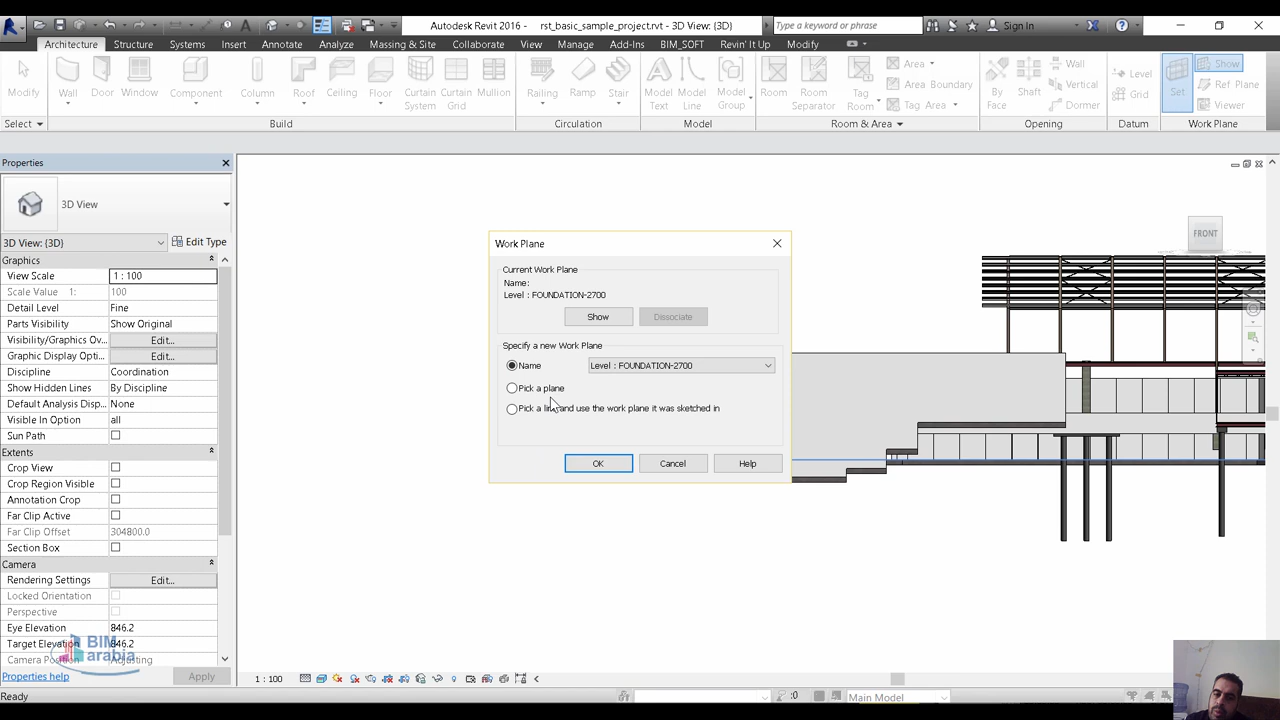 Autodesk Revit 2016 - rst_basic_sample_project.rvt - 3D View: {3D}
Type a keyword or phrase
Sign In
Architecture Structure Systems Insert Annotate Analyze Massing & Site Collaborate View Manage Add-Ins BIM_SOFT Revin' It Up Modify
Modify Wall Door Window Component Column Roof Ceiling Floor Curtain System Curtain Grid Mullion Railing Ramp Stair Model Text Model Line Model Group Room Room Separator Tag Room Area Area Boundary Tag Area By Face Shaft Wall Vertical Dormer Level Grid Set Show Ref Plane Viewer
Select Build Circulation Model Room & Area Opening Datum Work Plane
Properties
3D View
3D View: {3D} Edit Type
Graphics
View Scale 1 : 100
Scale Value 1: 100
Detail Level Fine
Parts Visibility Show Original
Visibility/Graphics Ov... Edit...
Graphic Display Opti... Edit...
Discipline Coordination
Show Hidden Lines By Discipline
Default Analysis Disp... None
Visible In Option all
Sun Path
Extents
Crop View
Crop Region Visible
Annotation Crop
Far Clip Active
Far Clip Offset 304800.0
Section Box
Camera
Rendering Settings Edit...
Locked Orientation
Perspective
Eye Elevation 846.2
Target Elevation 846.2
Camera Position Adjusting
BIM
arabia
Properties help Apply
Work Plane
Current Work Plane
Name:
Level : FOUNDATION-2700
Show Dissociate
Specify a new Work Plane
Name Level : FOUNDATION-2700
Pick a plane
Pick a line and use the work plane it was sketched in
OK Cancel Help
FRONT
1 : 100
Ready
:0 Main Model